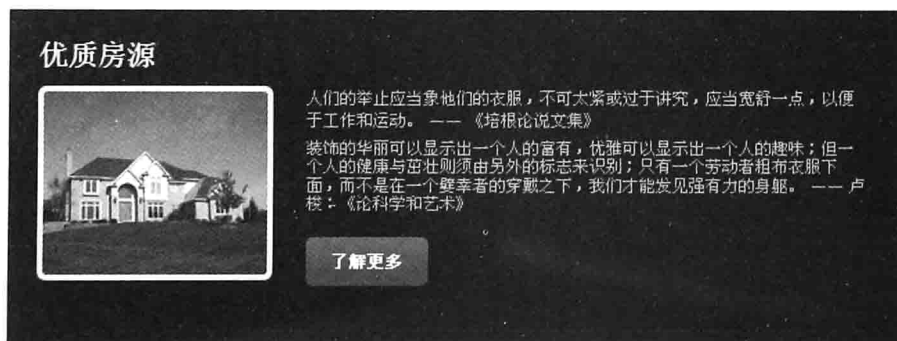 优质房源
人们的举止应当象他们的衣服，不可太紧或过于讲究，应当宽舒一点，以便
于工作和运动。 —— 《培根论说文集》
装饰的华丽可以显示出一个人的富有，优雅可以显示出一个人的趣味；但一
个人的健康与茁壮则须由另外的标志来识别；只有一个劳动者粗布衣服下
面，而不是在一个嬖幸者的穿戴之下，我们才能发见强有力的身躯。 —— 卢
梭：《论科学和艺术》
了解更多